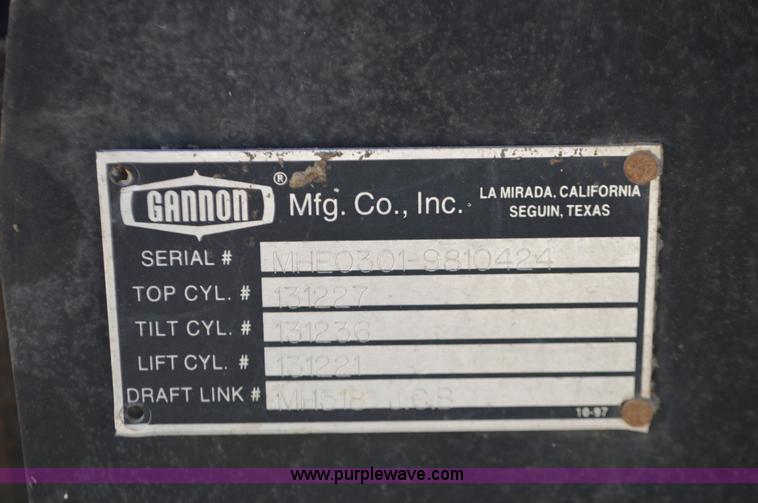 GANNON ® Mfg. Co., Inc. LA MIRADA, CALIFORNIA
SEGUIN, TEXAS
SERIAL # MHE0301-9810424
TOP CYL. # 131227
TILT CYL. # 131236
LIFT CYL. # 131221
DRAFT LINK # MH518
10-97
www.purplewave.com